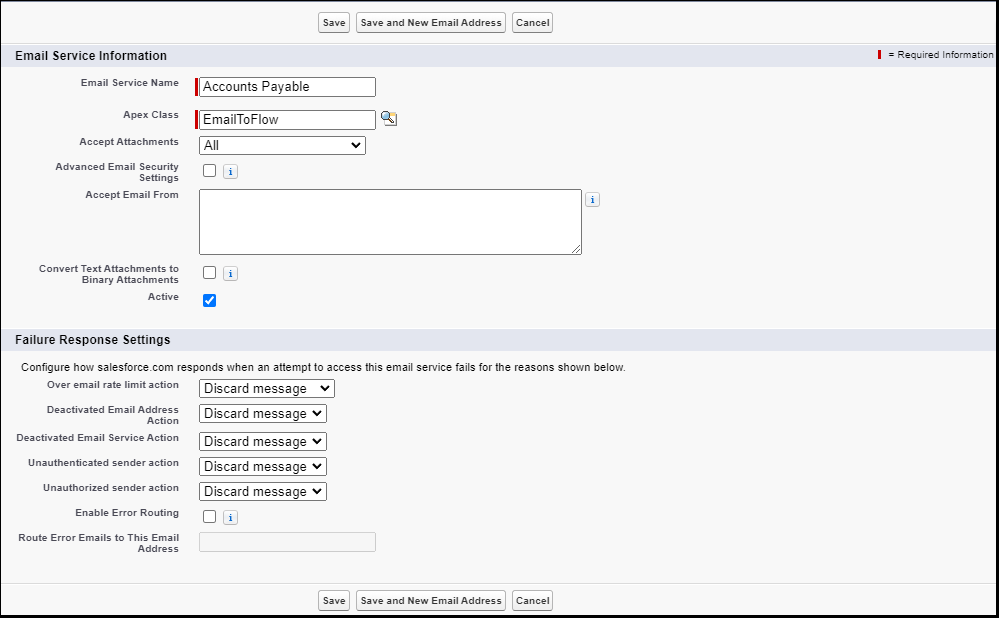 Save Save and New Email Address Cancel
Email Service Information
= Required Information
Email Service Name
Accounts Payable
Apex Class
EmailToFlow
Accept Attachments
All
Advanced Email Security
Settings
i
Accept Email From
i
Convert Text Attachments to
Binary Attachments
i
Active
Failure Response Settings
Configure how salesforce.com responds when an attempt to access this email service fails for the reasons shown below.
Over email rate limit action
Discard message
Deactivated Email Address
Action
Discard message
Deactivated Email Service Action
Discard message
Unauthenticated sender action
Discard message
Unauthorized sender action
Discard message
Enable Error Routing
i
Route Error Emails to This Email
Address
Save Save and New Email Address Cancel